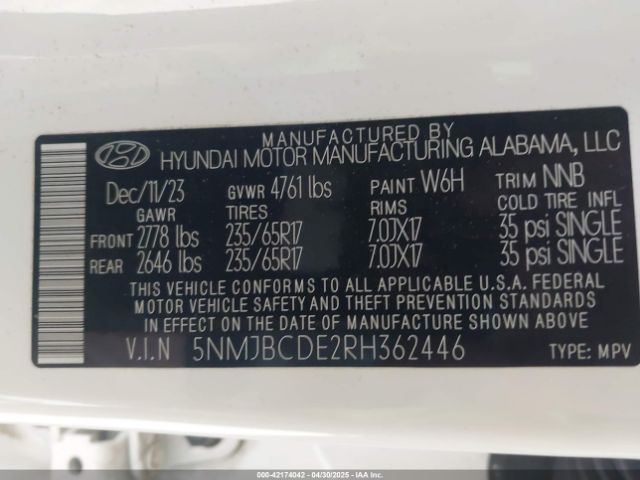 MANUFACTURED BY
HYUNDAI MOTOR MANUFACTURING ALABAMA, LLC
Dec/11/23 GVWR 4761 lbs PAINT W6H TRIM NNB
GAWR TIRES RIMS COLD TIRE INFL
FRONT 2778 lbs 235/65R17 7.0JX17 35 psi SINGLE
REAR 2646 lbs 235/65R17 7.0JX17 35 psi SINGLE
THIS VEHICLE CONFORMS TO ALL APPLICABLE U.S.A. FEDERAL
MOTOR VEHICLE SAFETY AND THEFT PREVENTION STANDARDS
IN EFFECT ON THE DATE OF MANUFACTURE SHOWN ABOVE.
V.I.N 5NMJBCDE2RH362446 TYPE: MPV
000-42174042 - 04/30/2025 - IAAI.COM